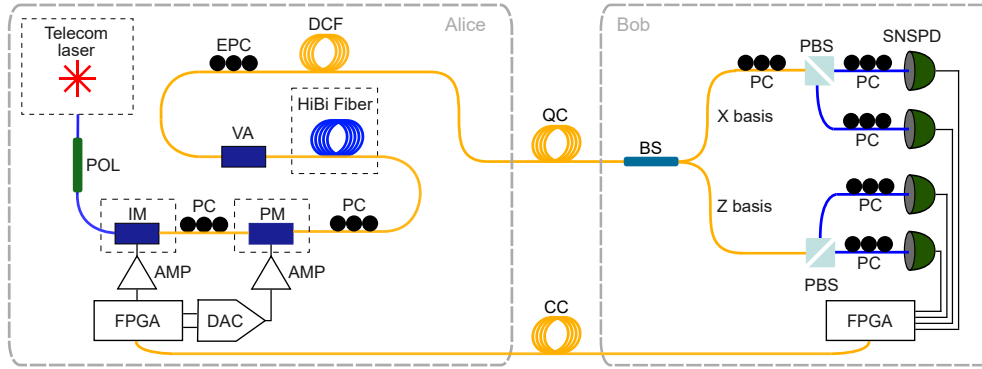 Alice
Bob
Telecom
laser
DCF
EPC
SNSPD
PBS
PC
PC
HiBi Fiber
X basis
QC
PC
VA
BS
POL
Z basis
PC
IM
PC
PM
PC
PC
PBS
AMP
AMP
CC
FPGA
DAC
FPGA